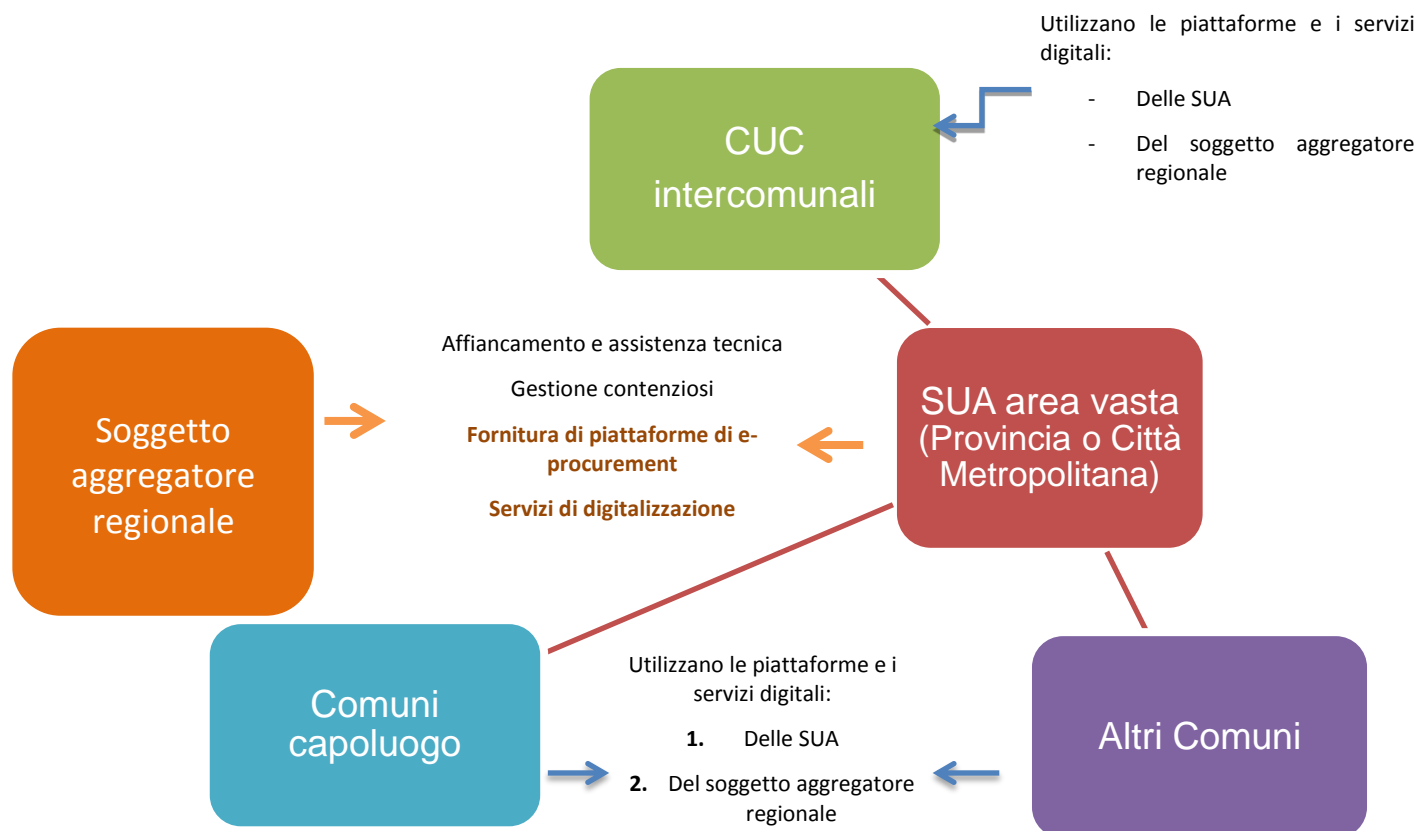 Utilizzano le piattaforme e i servizi
digitali:
- Delle SUA
- Del soggetto aggregatore
regionale
CUC
intercomunali
Affiancamento e assistenza tecnica
Gestione contenziosi
Fornitura di piattaforme di e-
procurement
Servizi di digitalizzazione
Soggetto
aggregatore
regionale
SUA area vasta
(Provincia o Città
Metropolitana)
Comuni
capoluogo
Utilizzano le piattaforme e i
servizi digitali:
1. Delle SUA
2. Del soggetto aggregatore
regionale
Altri Comuni